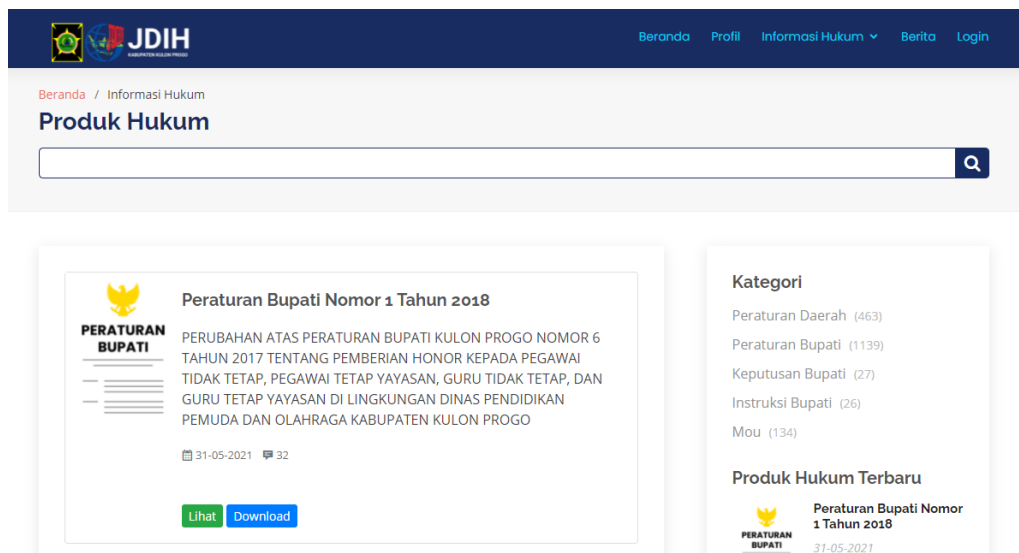 JDIH
KABUPATEN KULON PROGO
Beranda Profil Informasi Hukum Berita Login
Beranda / Informasi Hukum
Produk Hukum
PERATURAN
BUPATI
Peraturan Bupati Nomor 1 Tahun 2018
PERUBAHAN ATAS PERATURAN BUPATI KULON PROGO NOMOR 6
TAHUN 2017 TENTANG PEMBERIAN HONOR KEPADA PEGAWAI
TIDAK TETAP, PEGAWAI TETAP YAYASAN, GURU TIDAK TETAP, DAN
GURU TETAP YAYASAN DI LINGKUNGAN DINAS PENDIDIKAN
PEMUDA DAN OLAHRAGA KABUPATEN KULON PROGO
31-05-2021 32
Lihat Download
Kategori
Peraturan Daerah (463)
Peraturan Bupati (1139)
Keputusan Bupati (27)
Instruksi Bupati (26)
Mou (134)
Produk Hukum Terbaru
PERATURAN
BUPATI
Peraturan Bupati Nomor
1 Tahun 2018
31-05-2021